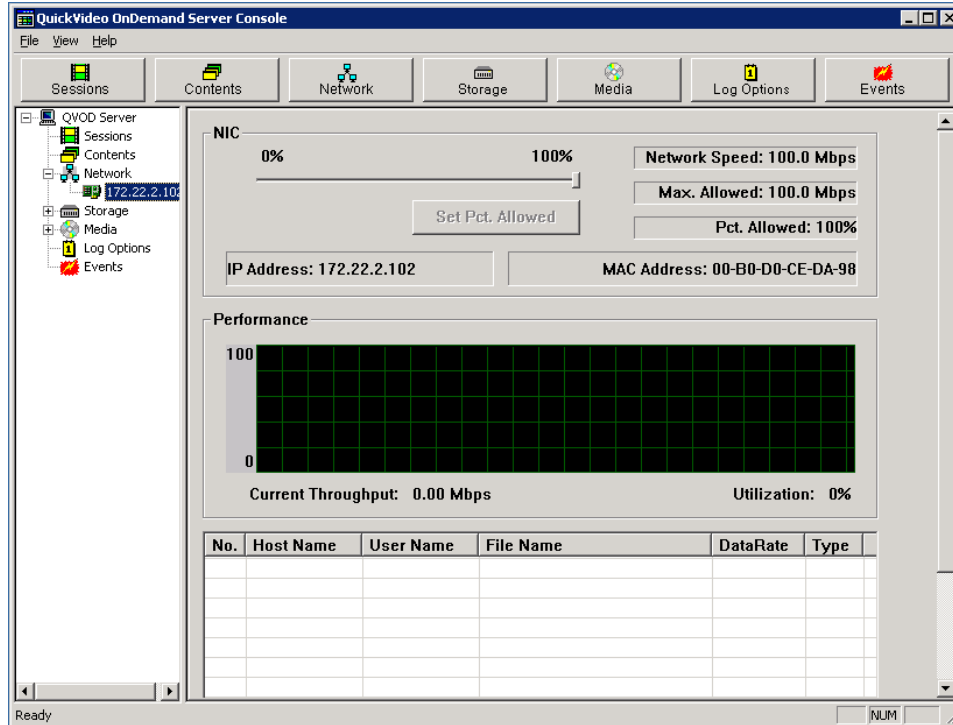 QuickVideo OnDemand Server Console
File View Help
Sessions Contents Network Storage Media Log Options Events
QVOD Server
Sessions
Contents
Network
172.22.2.102
Storage
Media
Log Options
Events
NIC
0% 100%
Set Pct. Allowed
Network Speed: 100.0 Mbps
Max. Allowed: 100.0 Mbps
Pct. Allowed: 100%
IP Address: 172.22.2.102
MAC Address: 00-B0-D0-CE-DA-98
Performance
100
0
Current Throughput: 0.00 Mbps Utilization: 0%
No. Host Name User Name File Name DataRate Type
Ready NUM